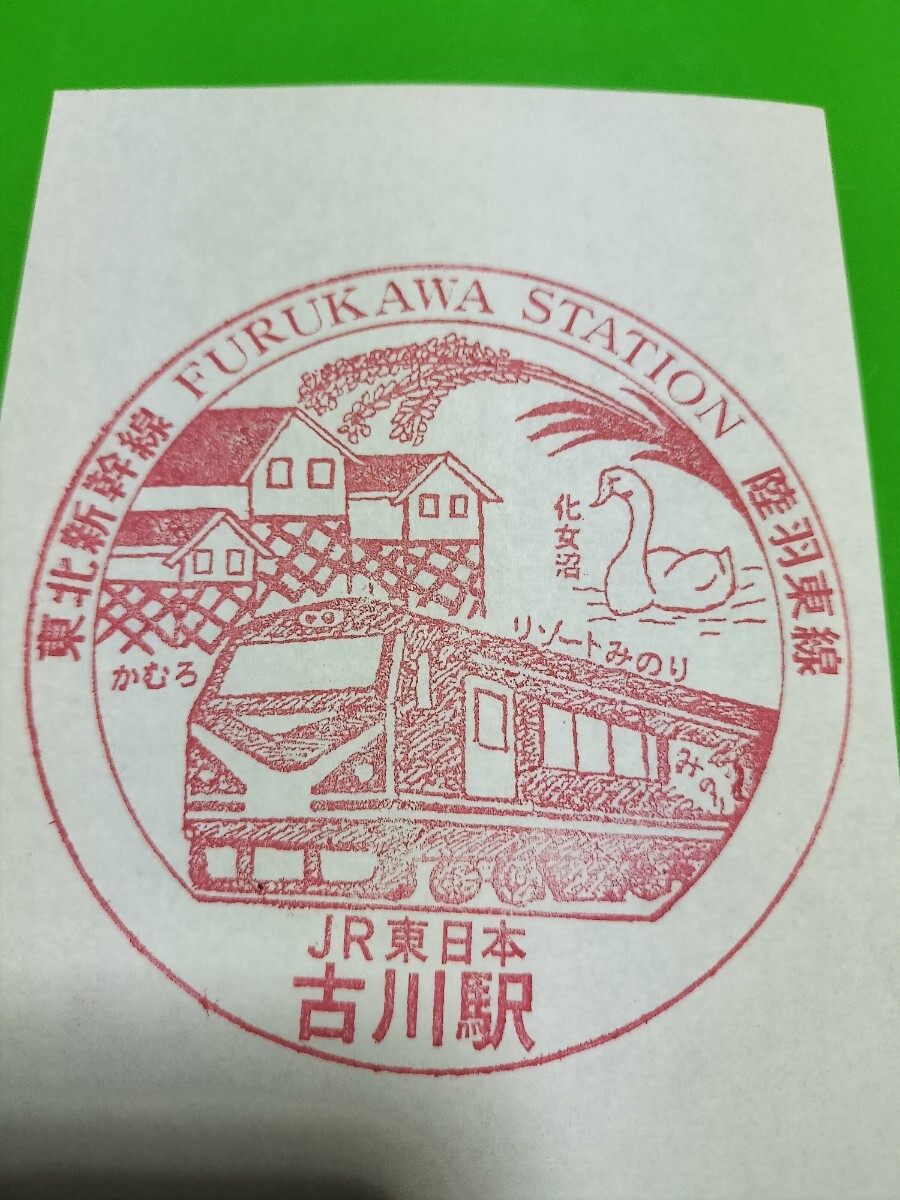 東北新幹線 FURUKAWA STATION 陸羽東線
化女沼
リゾートみのり
かむろ
みのり
JR東日本
古川駅